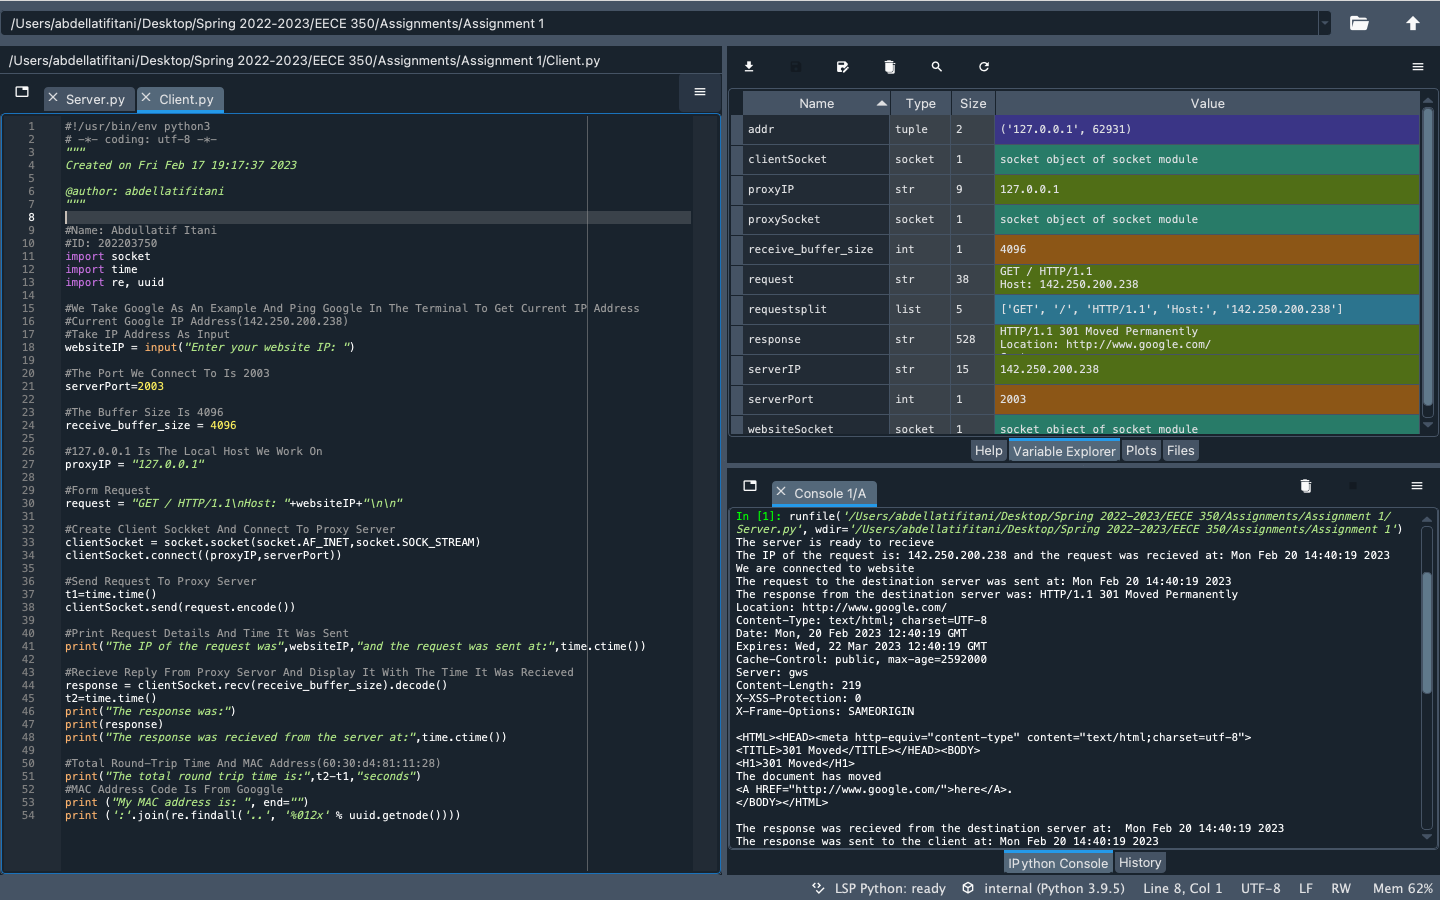 /Users/abdellatifitani/Desktop/Spring 2022-2023/EECE 350/Assignments/Assignment 1
/Users/abdellatifitani/Desktop/Spring 2022-2023/EECE 350/Assignments/Assignment 1/Client.py
Server.py
Client.py
1 #!/usr/bin/env python3
2 # -*- coding: utf-8 -*-
3 """
4 Created on Fri Feb 17 19:17:37 2023
5
6 @author: abdellatifitani
7 """
8
9 #Name: Abdullatif Itani
10 #ID: 202203750
11 import socket
12 import time
13 import re, uuid
14
15 #We Take Google As An Example And Ping Google In The Terminal To Get Current IP Address
16 #Current Google IP Address(142.250.200.238)
17 #Take IP Address As Input
18 websiteIP = input("Enter your website IP: ")
19
20 #The Port We Connect To Is 2003
21 serverPort=2003
22
23 #The Buffer Size Is 4096
24 receive_buffer_size = 4096
25
26 #127.0.0.1 Is The Local Host We Work On
27 proxyIP = "127.0.0.1"
28
29 #Form Request
30 request = "GET / HTTP/1.1\nHost: "+websiteIP+"\n\n"
31
32 #Create Client Sockket And Connect To Proxy Server
33 clientSocket = socket.socket(socket.AF_INET,socket.SOCK_STREAM)
34 clientSocket.connect((proxyIP,serverPort))
35
36 #Send Request To Proxy Server
37 t1=time.time()
38 clientSocket.send(request.encode())
39
40 #Print Request Details And Time It Was Sent
41 print("The IP of the request was",websiteIP,"and the request was sent at:",time.ctime())
42
43 #Recieve Reply From Proxy Servor And Display It With The Time It Was Recieved
44 response = clientSocket.recv(receive_buffer_size).decode()
45 t2=time.time()
46 print("The response was:")
47 print(response)
48 print("The response was recieved from the server at:",time.ctime())
49
50 #Total Round-Trip Time And MAC Address(60:30:d4:81:11:28)
51 print("The total round trip time is:",t2-t1,"seconds")
52 #MAC Address Code Is From Googgle
53 print ("My MAC address is: ", end="")
54 print (':'.join(re.findall('..', '%012x' % uuid.getnode())))
Name Type Size Value
addr tuple 2 ('127.0.0.1', 62931)
clientSocket socket 1 socket object of socket module
proxyIP str 9 127.0.0.1
proxySocket socket 1 socket object of socket module
receive_buffer_size int 1 4096
request str 38 GET / HTTP/1.1
Host: 142.250.200.238
requestsplit list 5 ['GET', '/', 'HTTP/1.1', 'Host:', '142.250.200.238']
response str 528 HTTP/1.1 301 Moved Permanently
Location: http://www.google.com/
serverIP str 15 142.250.200.238
serverPort int 1 2003
websiteSocket socket 1 socket object of socket module
Help Variable Explorer Plots Files
Console 1/A
In [1]: runfile('/Users/abdellatifitani/Desktop/Spring 2022-2023/EECE 350/Assignments/Assignment 1/
Server.py', wdir='/Users/abdellatifitani/Desktop/Spring 2022-2023/EECE 350/Assignments/Assignment 1')
The server is ready to recieve
The IP of the request is: 142.250.200.238 and the request was recieved at: Mon Feb 20 14:40:19 2023
We are connected to website
The request to the destination server was sent at: Mon Feb 20 14:40:19 2023
The response from the destination server was: HTTP/1.1 301 Moved Permanently
Location: http://www.google.com/
Content-Type: text/html; charset=UTF-8
Date: Mon, 20 Feb 2023 12:40:19 GMT
Expires: Wed, 22 Mar 2023 12:40:19 GMT
Cache-Control: public, max-age=2592000
Server: gws
Content-Length: 219
X-XSS-Protection: 0
X-Frame-Options: SAMEORIGIN

<HTML><HEAD><meta http-equiv="content-type" content="text/html;charset=utf-8">
<TITLE>301 Moved</TITLE></HEAD><BODY>
<H1>301 Moved</H1>
The document has moved
<A HREF="http://www.google.com/">here</A>.
</BODY></HTML>

The response was recieved from the destination server at:  Mon Feb 20 14:40:19 2023
The response was sent to the client at: Mon Feb 20 14:40:19 2023
IPython Console History
LSP Python: ready internal (Python 3.9.5) Line 8, Col 1 UTF-8 LF RW Mem 62%